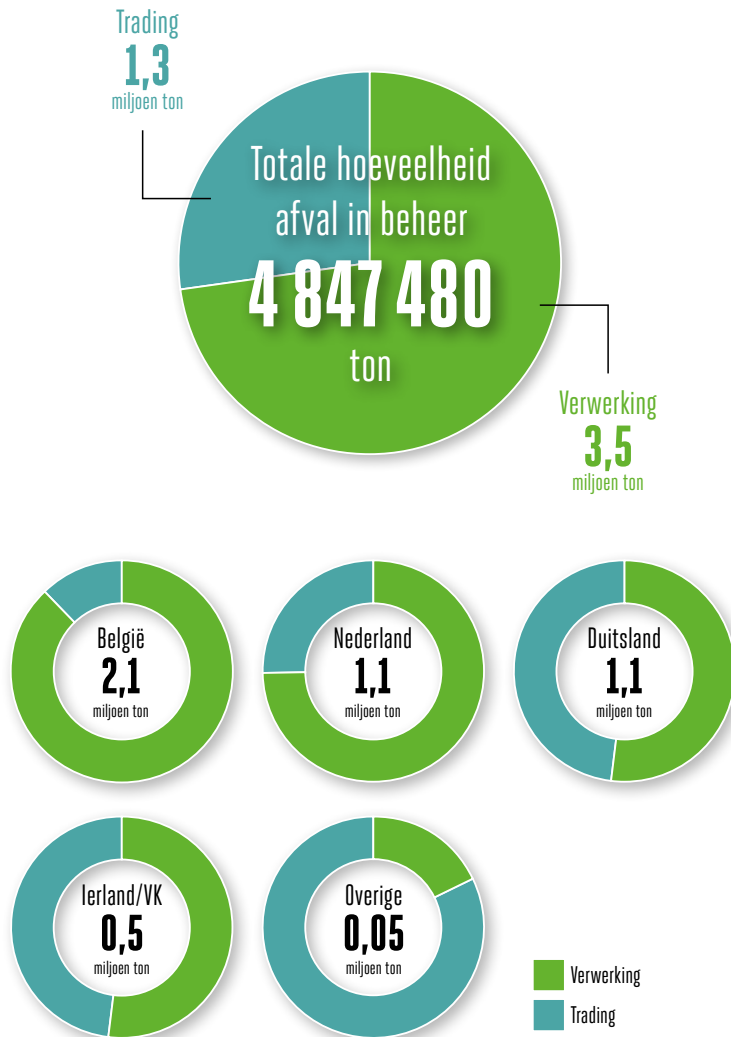 Trading
1,3
miljoen ton
Totale hoeveelheid
afval in beheer
4 847 480
ton
Verwerking
3,5
miljoen ton
België
2,1
miljoen ton
Nederland
1,1
miljoen ton
Duitsland
1,1
miljoen ton
Ierland/VK
0,5
miljoen ton
Overige
0,05
miljoen ton
Verwerking
Trading